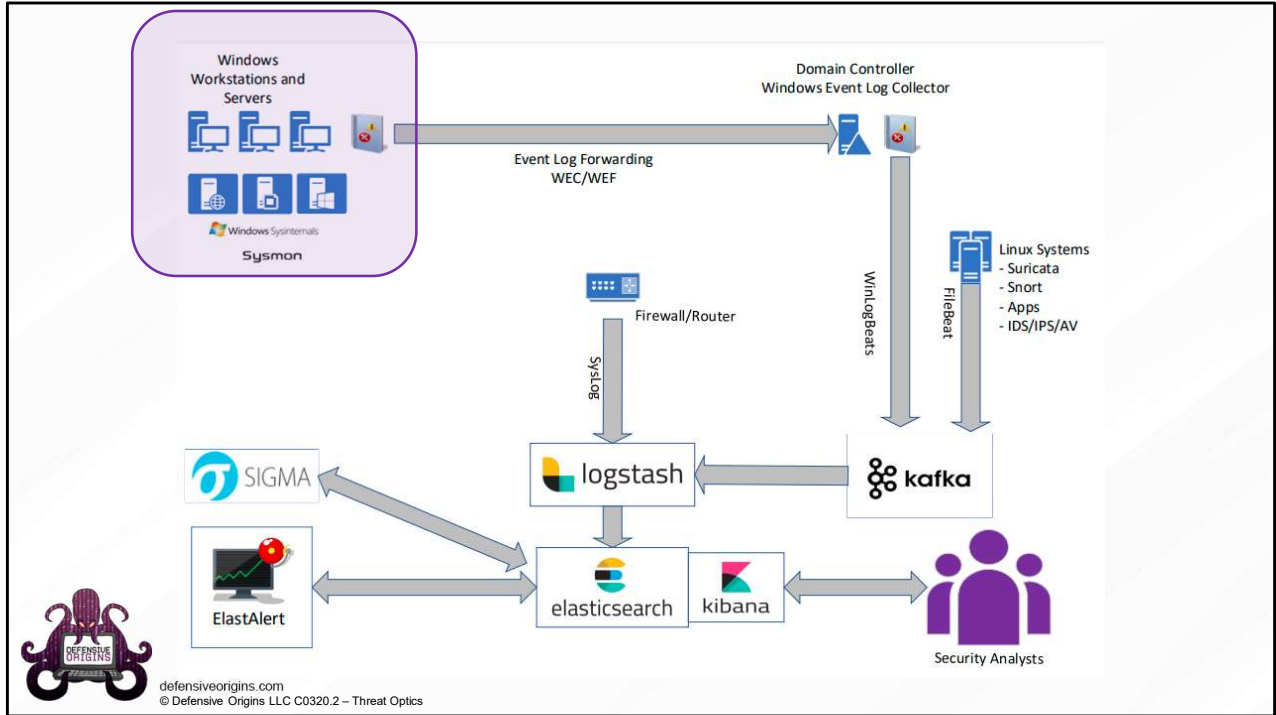 Windows
Workstations and
Servers
Windows Sysinternals
Sysmon
Event Log Forwarding
WEC/WEF
Domain Controller
Windows Event Log Collector
WinLogBeats
FileBeat
Linux Systems
- Suricata
- Snort
- Apps
- IDS/IPS/AV
Firewall/Router
SysLog
SIGMA
logstash
kafka
ElastAlert
elasticsearch
kibana
Security Analysts
DEFENSIVE
ORIGINS
defensiveorigins.com
© Defensive Origins LLC C0320.2 – Threat Optics